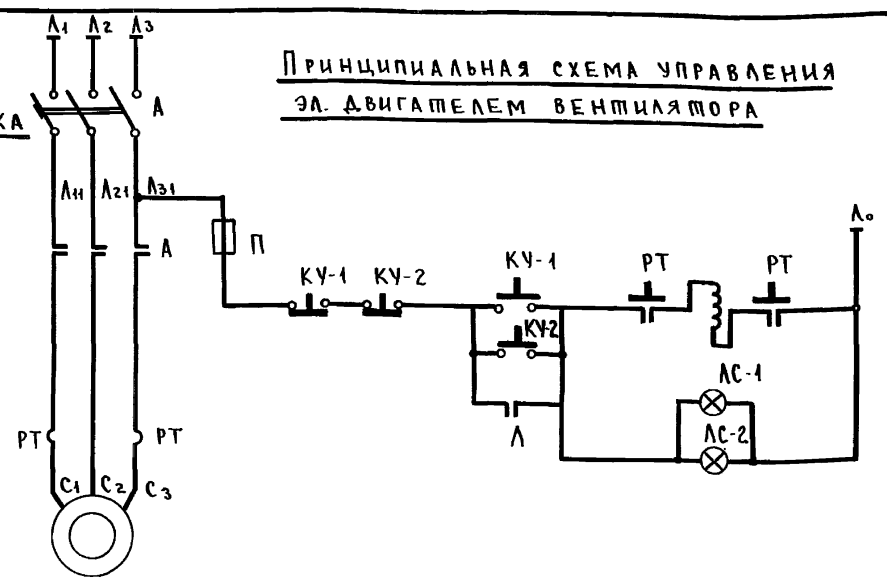 Л1 Л2 Л3
ПРИНЦИПИАЛЬНАЯ СХЕМА УПРАВЛЕНИЯ
ЭЛ. ДВИГАТЕЛЕМ ВЕНТИЛЯТОРА
А
КА
Л11 Л21 Л31
Л0
П
А
КУ-1 КУ-2 КУ-1 РТ РТ
КУ-2
ЛС-1
Л
ЛС-2
РТ РТ
С1 С2 С3